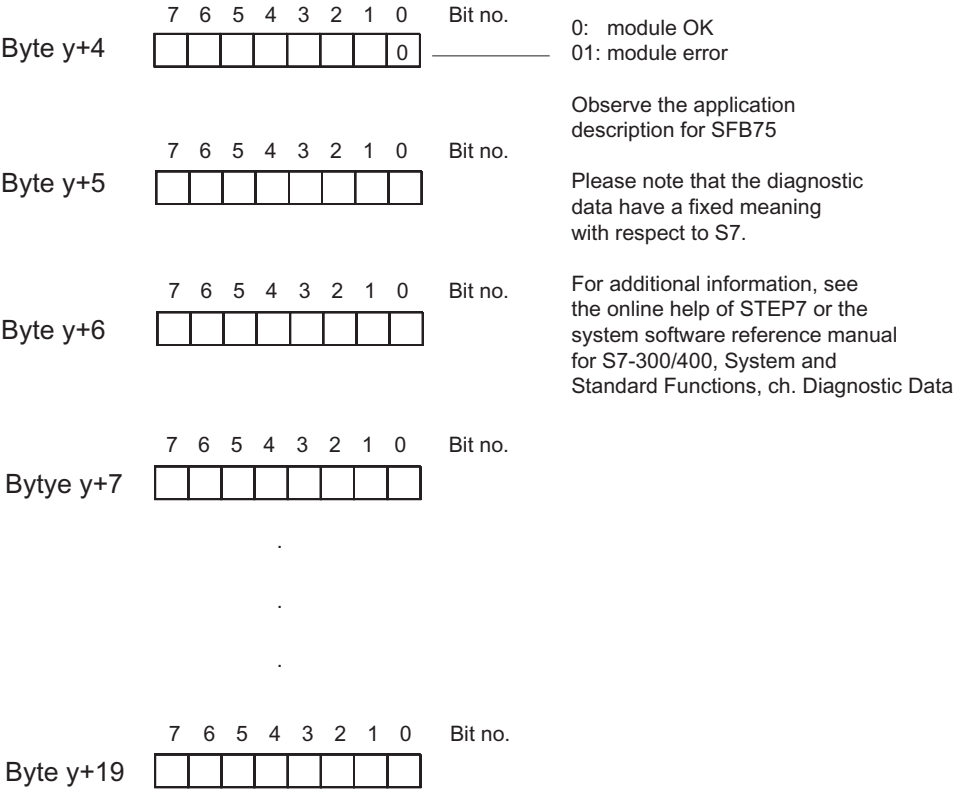 7 6 5 4 3 2 1 0 Bit no.
Byte y+4
0
0: module OK
01: module error
Observe the application
description for SFB75
7 6 5 4 3 2 1 0 Bit no.
Byte y+5
Please note that the diagnostic
data have a fixed meaning
with respect to S7.
7 6 5 4 3 2 1 0 Bit no.
Byte y+6
For additional information, see
the online help of STEP7 or the
system software reference manual
for S7-300/400, System and
Standard Functions, ch. Diagnostic Data
7 6 5 4 3 2 1 0 Bit no.
Bytye y+7
.
.
.
7 6 5 4 3 2 1 0 Bit no.
Byte y+19